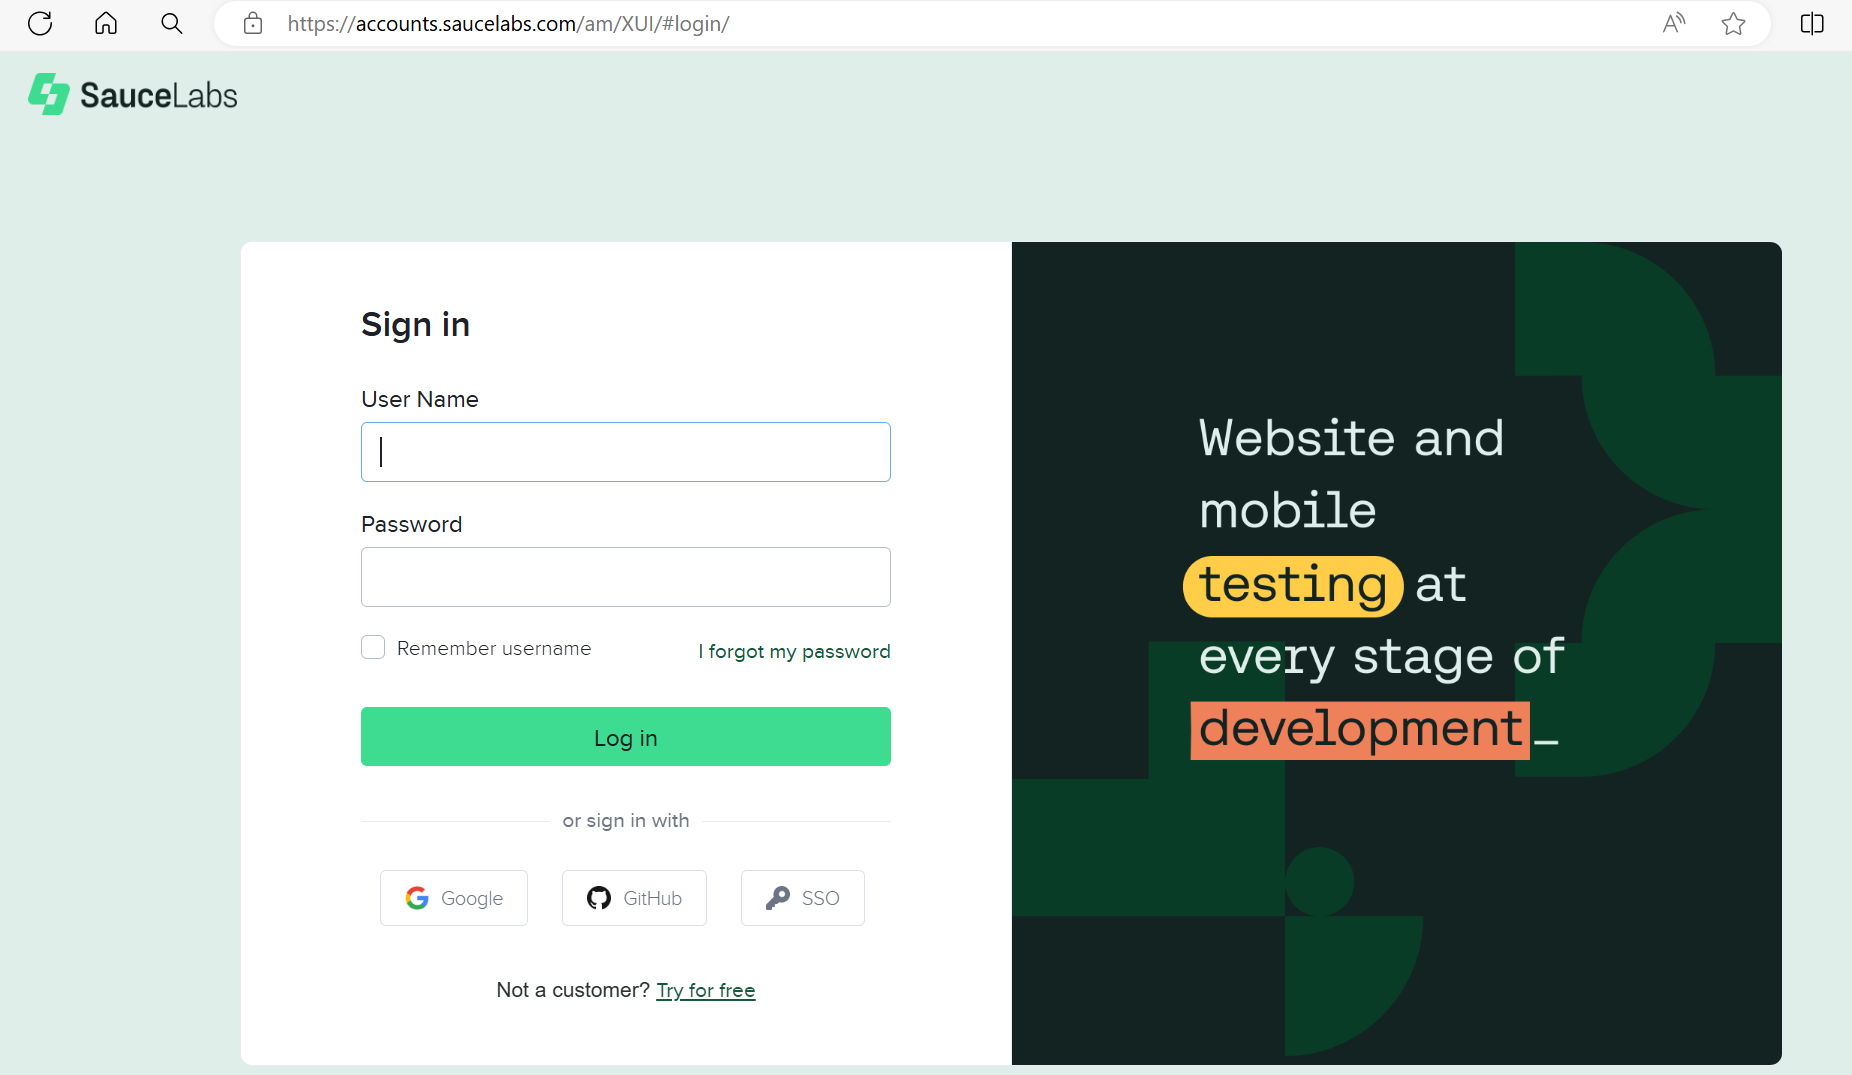 https://accounts.saucelabs.com/am/XUI/#login/
SauceLabs
Sign in
User Name
Password
Remember username
I forgot my password
Log in
or sign in with
Google
GitHub
SSO
Not a customer? Try for free
Website and
mobile
testing at
every stage of
development_